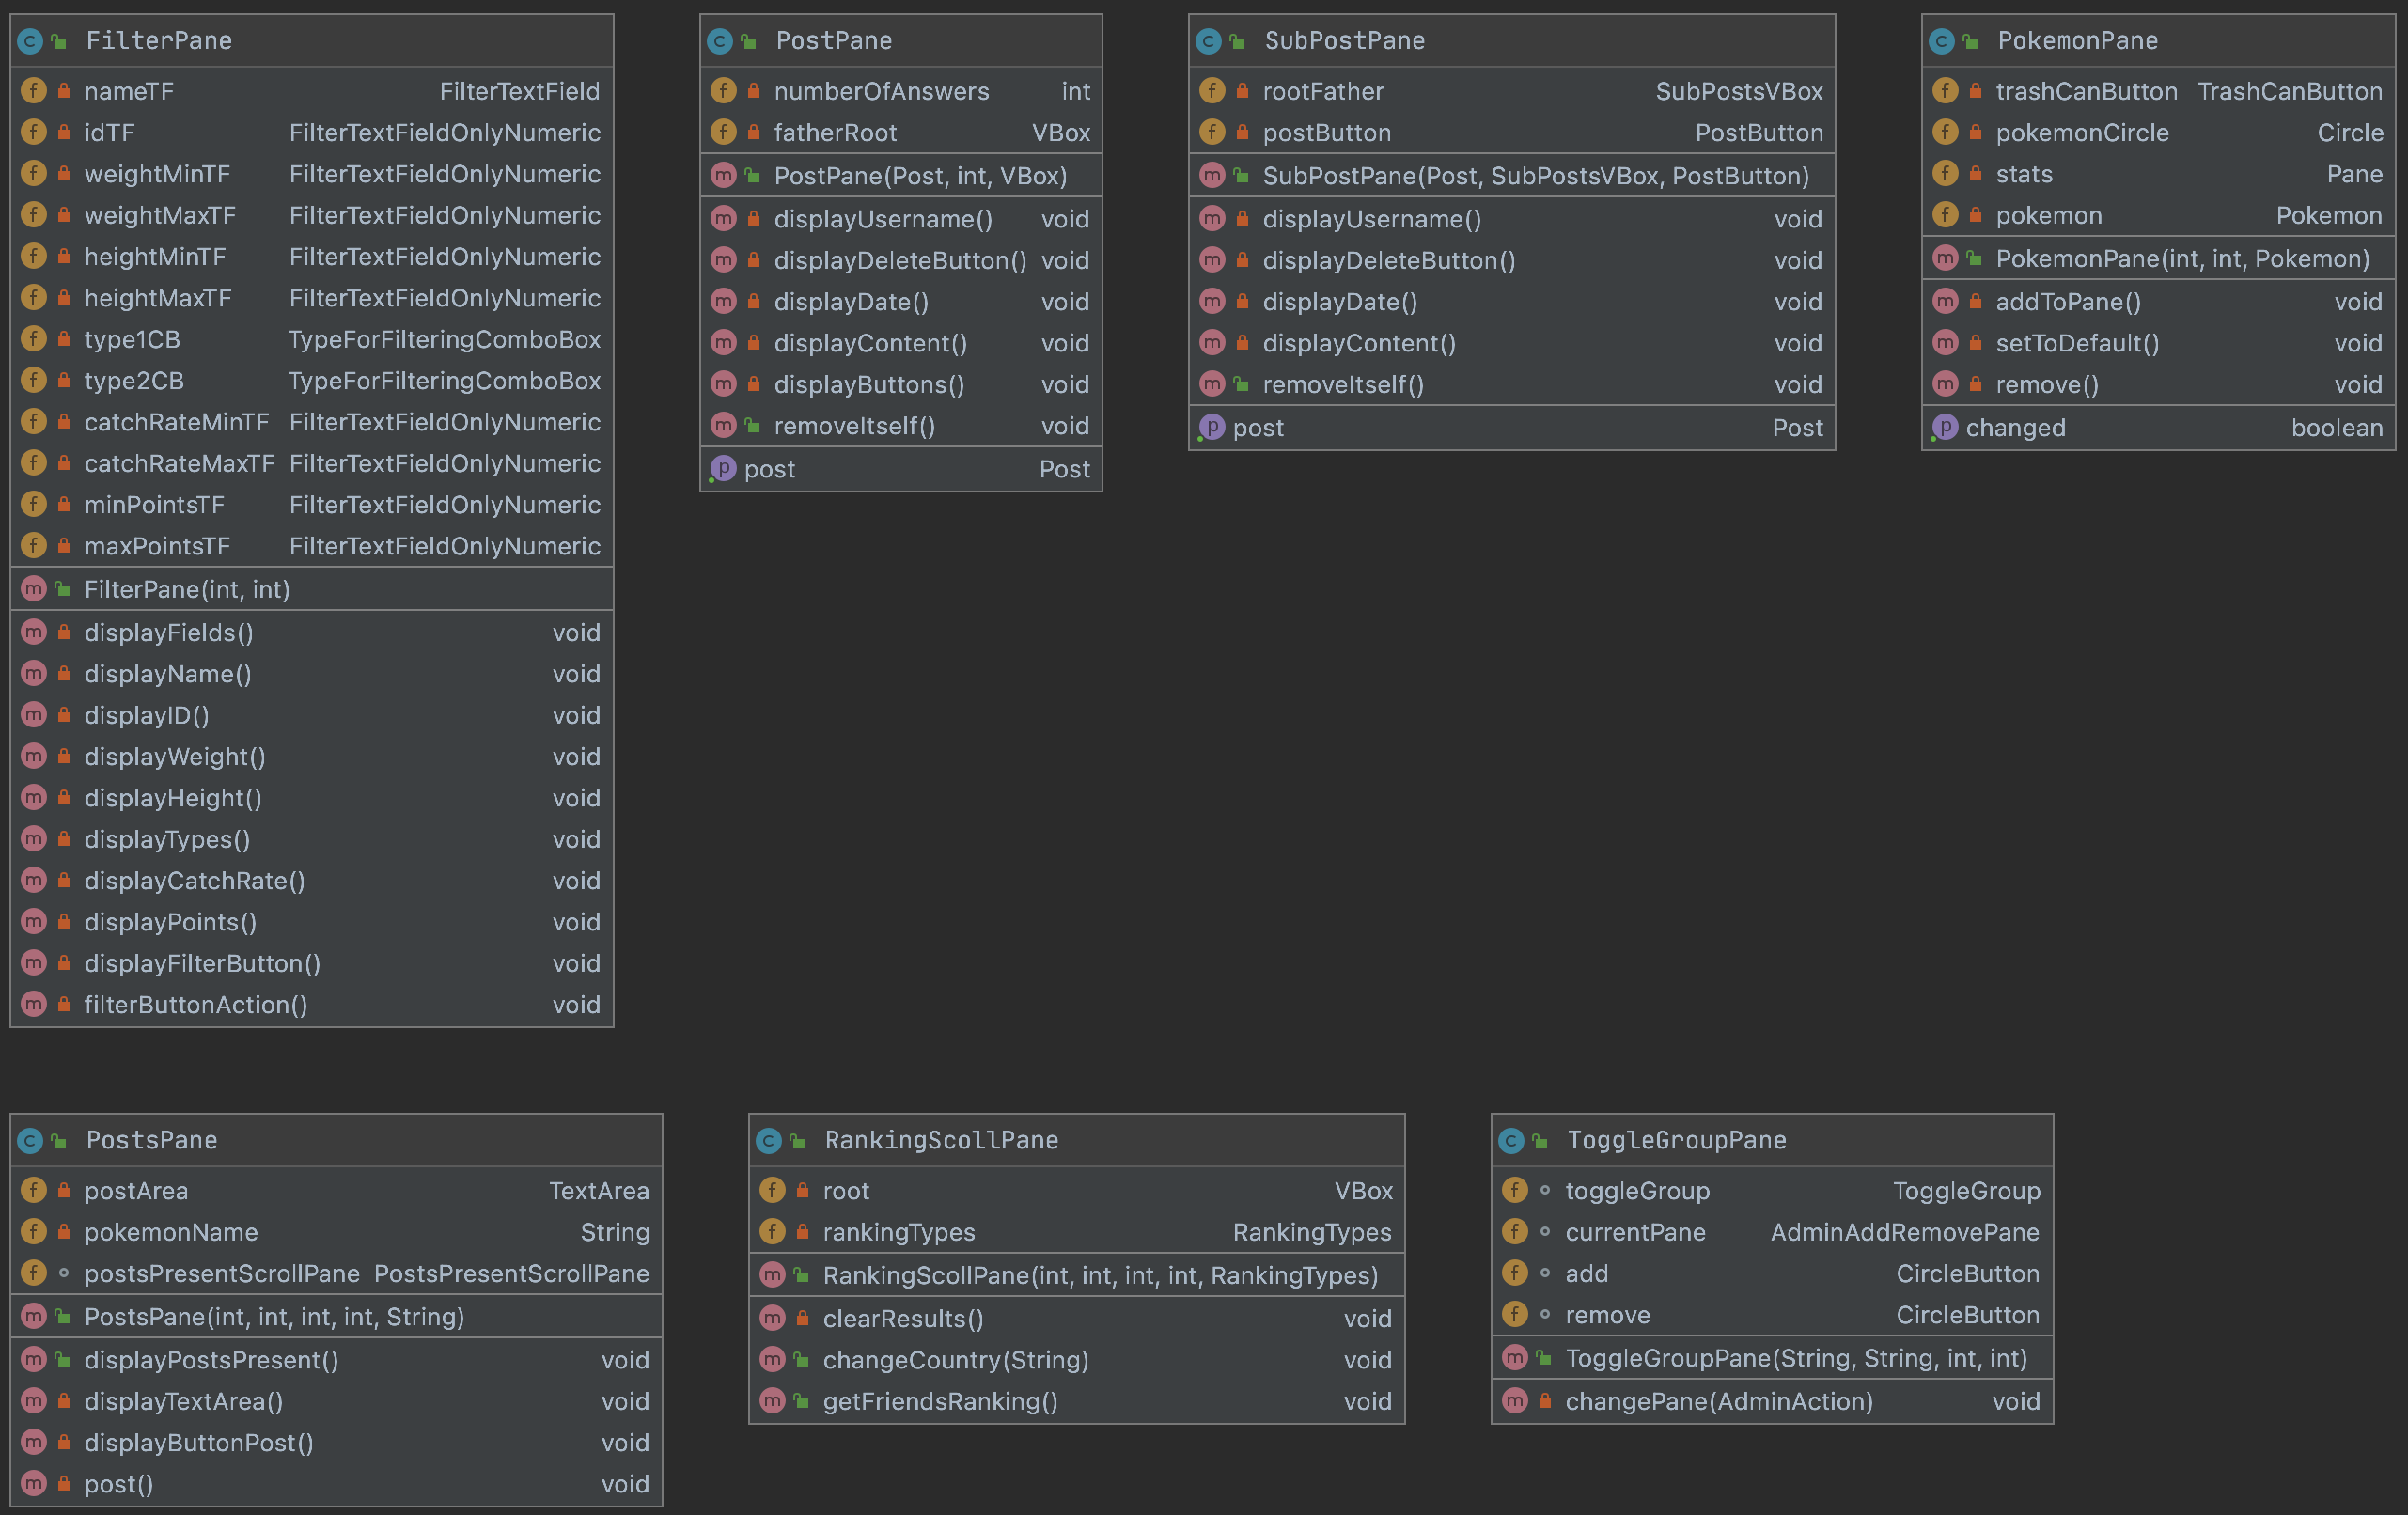 FilterPane
nameTF FilterTextField
idTF FilterTextFieldOnlyNumeric
weightMinTF FilterTextFieldOnlyNumeric
weightMaxTF FilterTextFieldOnlyNumeric
heightMinTF FilterTextFieldOnlyNumeric
heightMaxTF FilterTextFieldOnlyNumeric
type1CB TypeForFilteringComboBox
type2CB TypeForFilteringComboBox
catchRateMinTF FilterTextFieldOnlyNumeric
catchRateMaxTF FilterTextFieldOnlyNumeric
minPointsTF FilterTextFieldOnlyNumeric
maxPointsTF FilterTextFieldOnlyNumeric
FilterPane(int, int)
displayFields() void
displayName() void
displayID() void
displayWeight() void
displayHeight() void
displayTypes() void
displayCatchRate() void
displayPoints() void
displayFilterButton() void
filterButtonAction() void
PostPane
numberOfAnswers int
fatherRoot VBox
PostPane(Post, int, VBox)
displayUsername() void
displayDeleteButton() void
displayDate() void
displayContent() void
displayButtons() void
removeItself() void
post Post
SubPostPane
rootFather SubPostsVBox
postButton PostButton
SubPostPane(Post, SubPostsVBox, PostButton)
displayUsername() void
displayDeleteButton() void
displayDate() void
displayContent() void
removeItself() void
post Post
PokemonPane
trashCanButton TrashCanButton
pokemonCircle Circle
stats Pane
pokemon Pokemon
PokemonPane(int, int, Pokemon)
addToPane() void
setToDefault() void
remove() void
changed boolean
PostsPane
postArea TextArea
pokemonName String
postsPresentScrollPane PostsPresentScrollPane
PostsPane(int, int, int, int, String)
displayPostsPresent() void
displayTextArea() void
displayButtonPost() void
post() void
RankingScollPane
root VBox
rankingTypes RankingTypes
RankingScollPane(int, int, int, int, RankingTypes)
clearResults() void
changeCountry(String) void
getFriendsRanking() void
ToggleGroupPane
toggleGroup ToggleGroup
currentPane AdminAddRemovePane
add CircleButton
remove CircleButton
ToggleGroupPane(String, String, int, int)
changePane(AdminAction) void